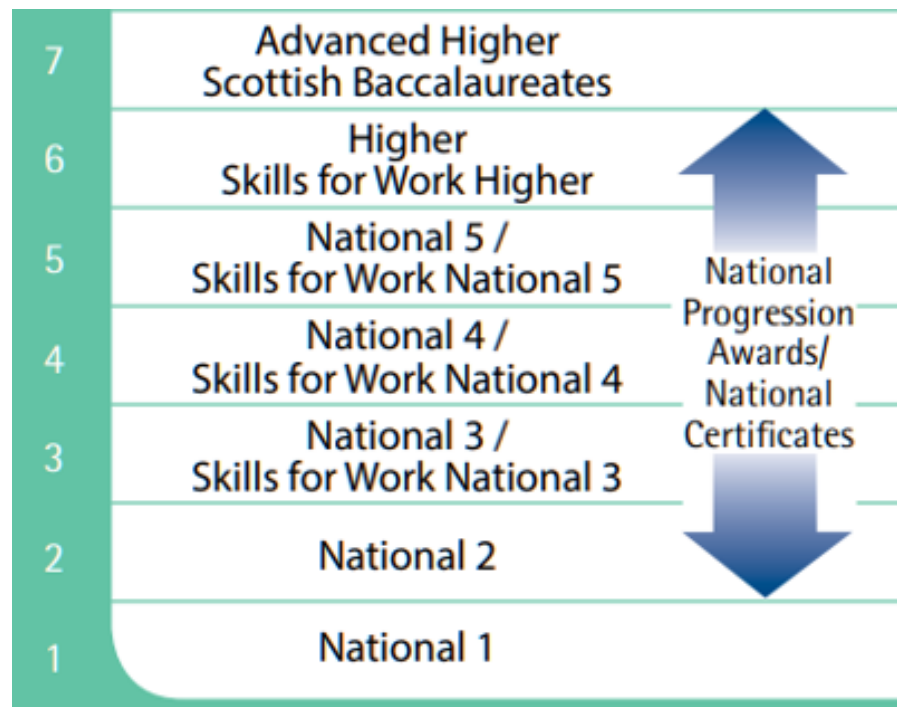 7
Advanced Higher
Scottish Baccalaureates
6
Higher
Skills for Work Higher
5
National 5 /
Skills for Work National 5
4
National 4 /
Skills for Work National 4
3
National 3 /
Skills for Work National 3
2
National 2
1
National 1
National
Progression
Awards/
National
Certificates